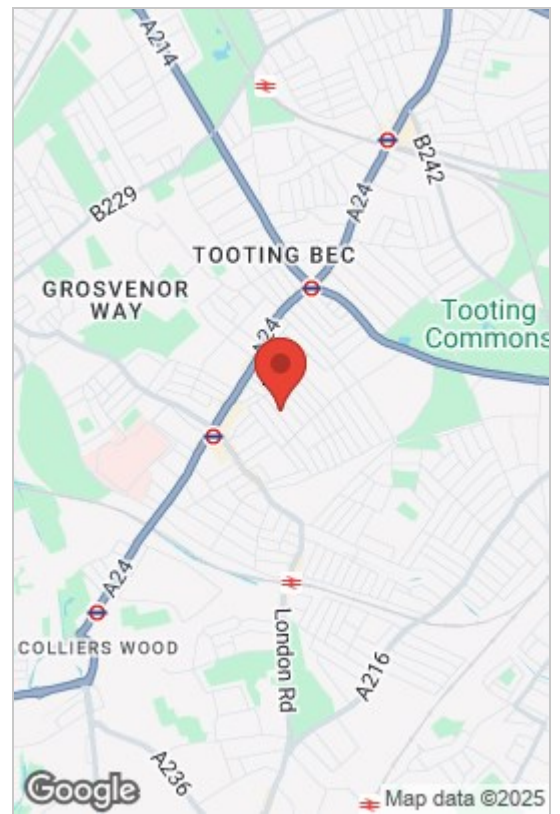 A214
B242
A24
B229
TOOTING BEC
GROSVENOR
WAY
A24
Tooting
Commons
A24
COLLIERS WOOD
London Rd
A216
A236
Google
Map data ©2025